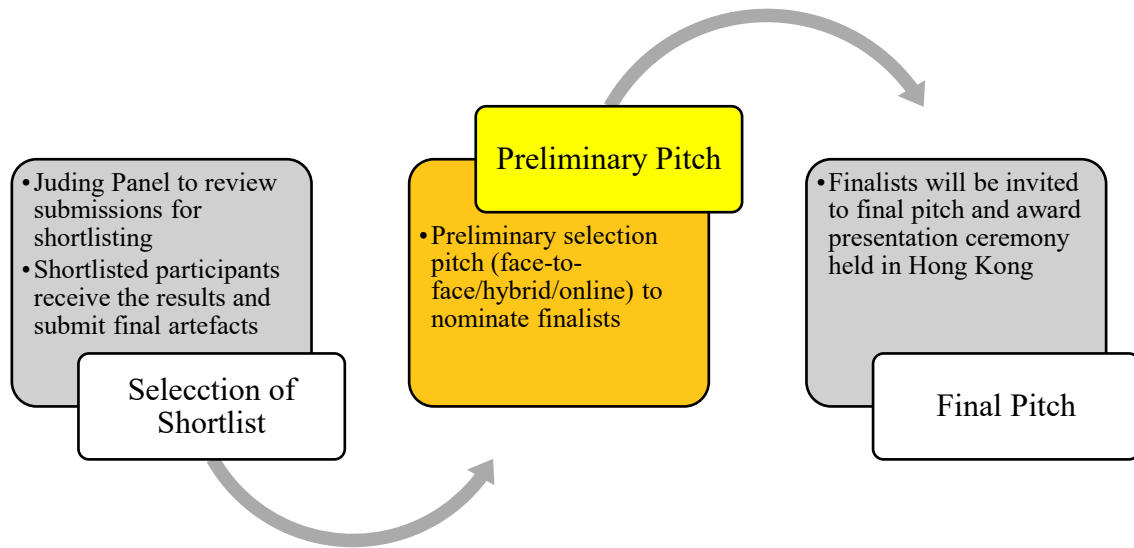 •Juding Panel to review
submissions for
shortlisting
•Shortlisted participants
receive the results and
submit final artefacts
Selecction of
Shortlist
Preliminary Pitch
•Preliminary selection
pitch (face-to-
face/hybrid/online) to
nominate finalists
•Finalists will be invited
to final pitch and award
presentation ceremony
held in Hong Kong
Final Pitch